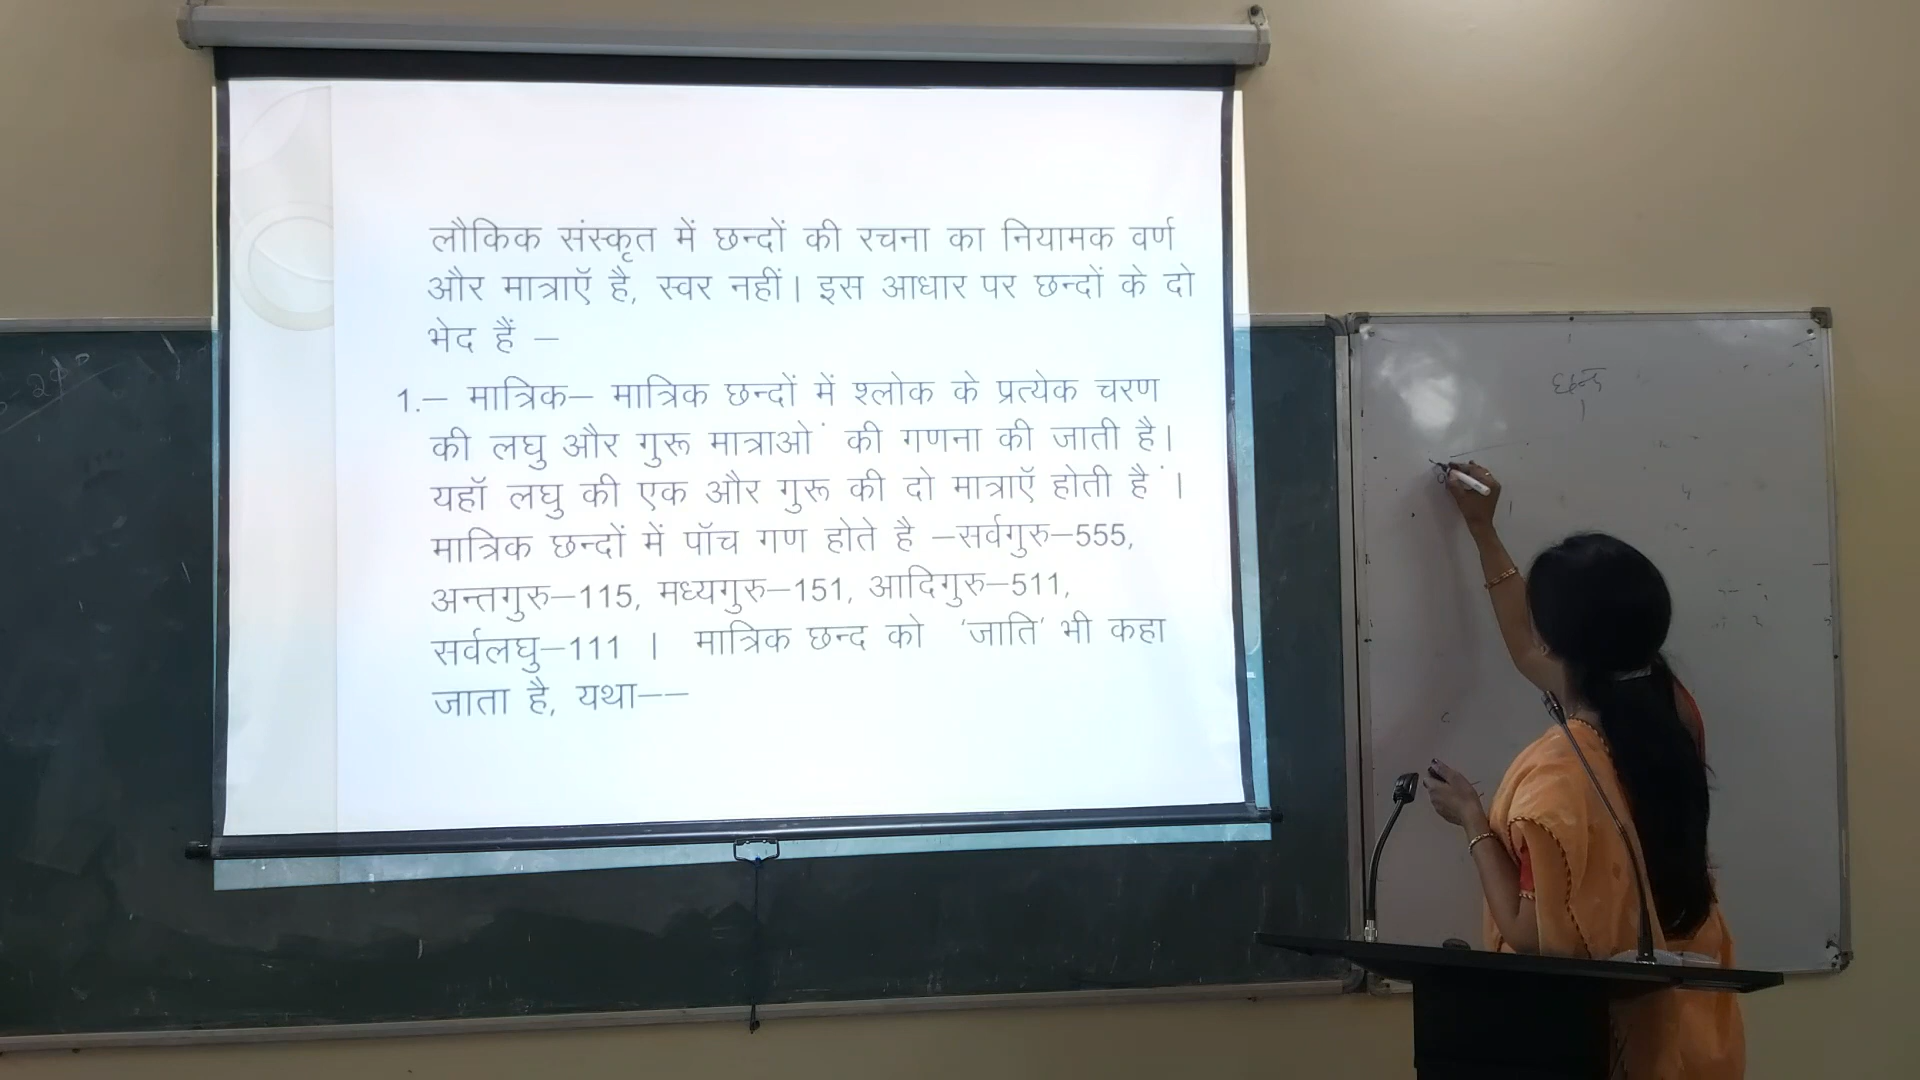 लौकिक संस्कृत में छन्दों की रचना का नियामक वर्ण
और मात्राऍ है, स्वर नहीं। इस आधार पर छन्दों के दो
भेद हैं –
1.– मात्रिक– मात्रिक छन्दों में श्लोक के प्रत्येक चरण
की लघु और गुरू मात्राओं की गणना की जाती है।
यहॉ लघु की एक और गुरू की दो मात्राऍ होती हैं ।
मात्रिक छन्दों में पॉच गण होते है –सर्वगुरु–555,
अन्तगुरु–115, मध्यगुरु–151, आदिगुरु–511,
सर्वलघु–111 । मात्रिक छन्द को 'जाति' भी कहा
जाता है, यथा––
छन्द